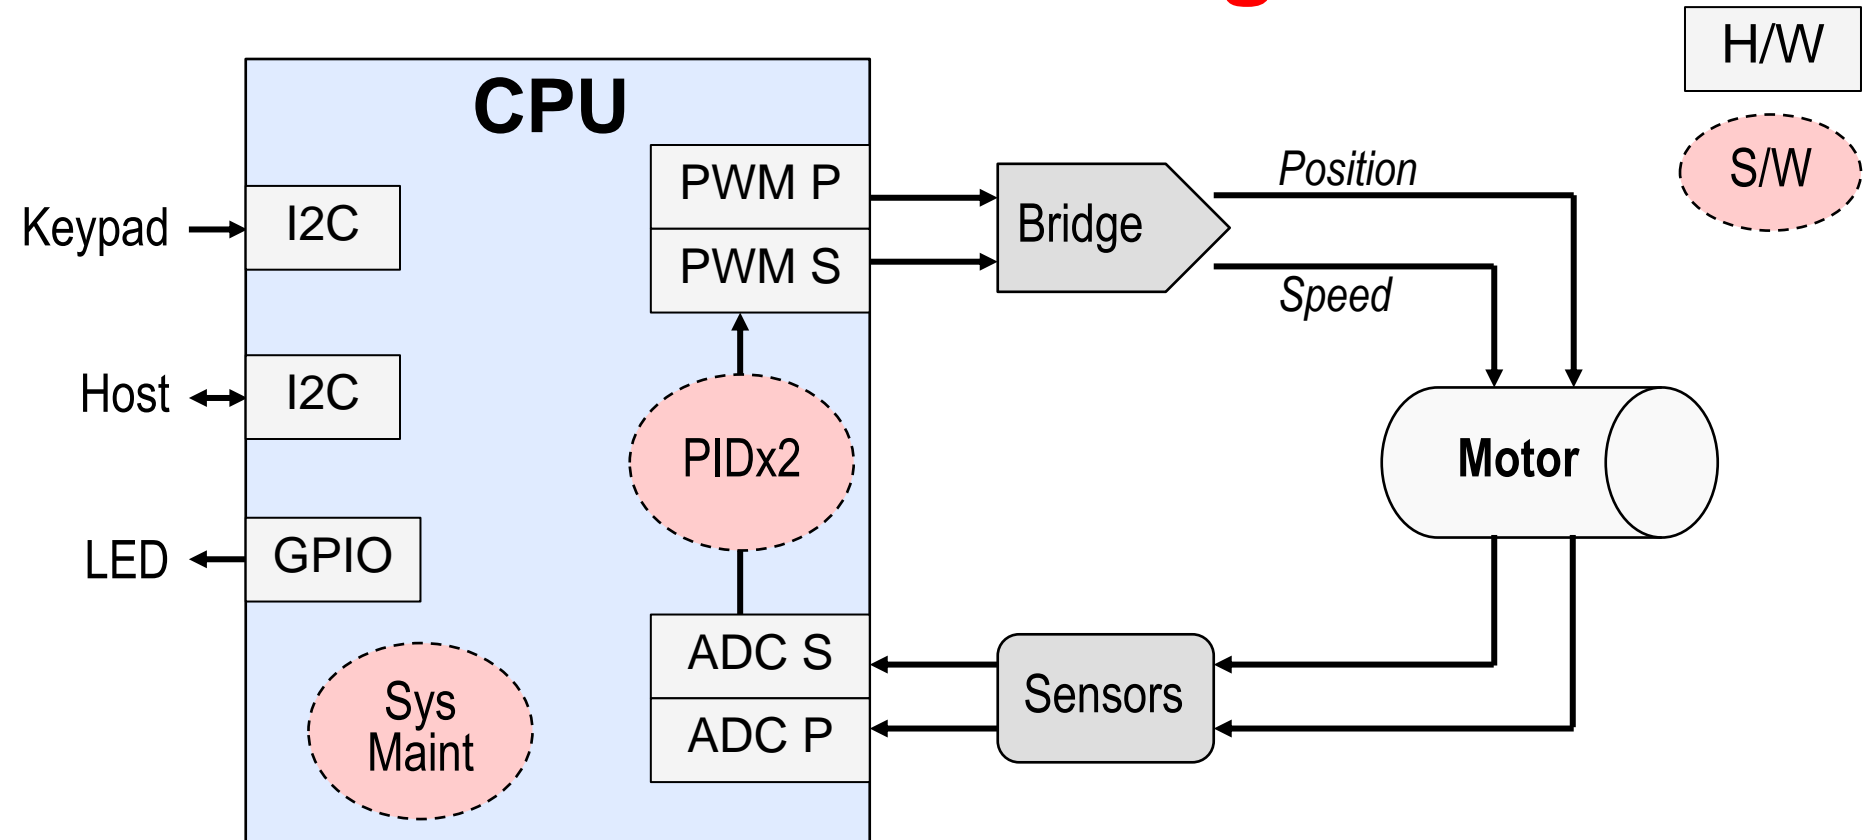 CPU
H/W
S/W
Keypad
I2C
PWM P
PWM S
Bridge
Position
Speed
Host
I2C
PIDx2
Motor
LED
GPIO
ADC S
ADC P
Sensors
Sys
Maint